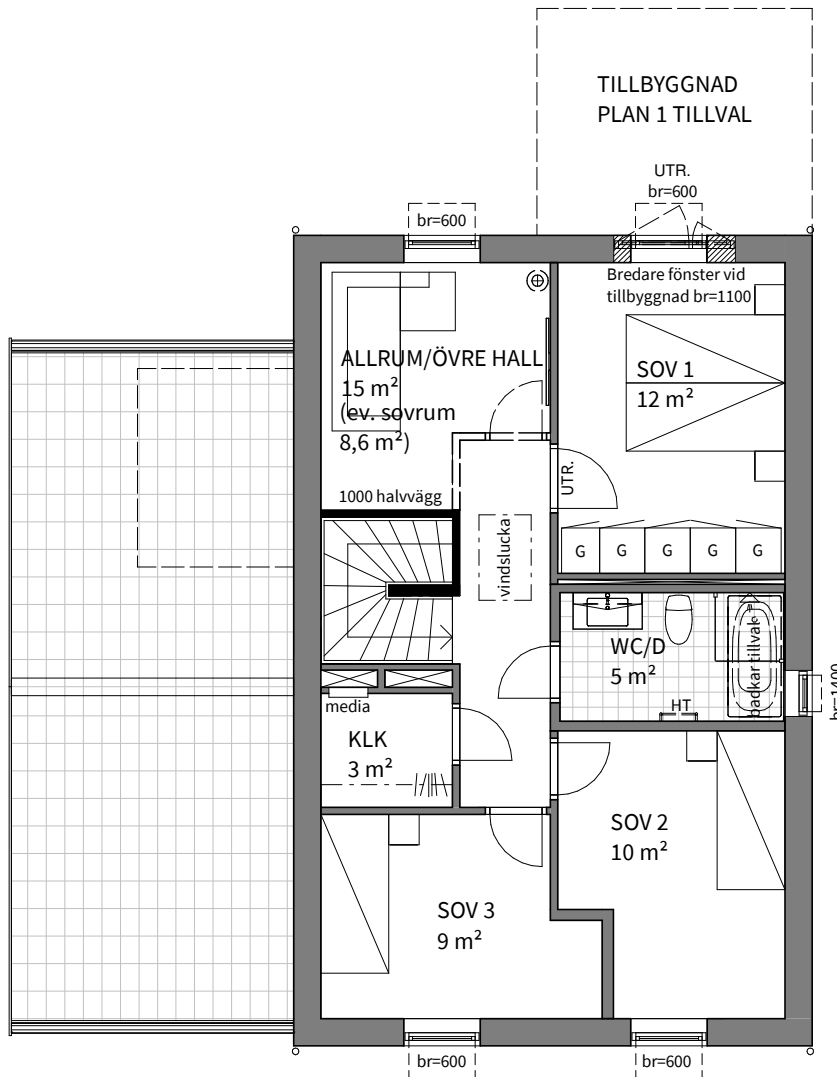 TILLBYGGNAD
PLAN 1 TILLVAL
UTR.
br=600
br=600
Bredare fönster vid
tillbyggnad br=1100
ALLRUM/ÖVRE HALL
15 m²
(ev. sovrum
8,6 m²)
SOV 1
12 m²
1000 halvvägg
UTR.
vindslucka
G
G
G
G
G
WC/D
5 m²
badkar tillval
HT
br=1400
media
KLK
3 m²
SOV 2
10 m²
SOV 3
9 m²
br=600
br=600